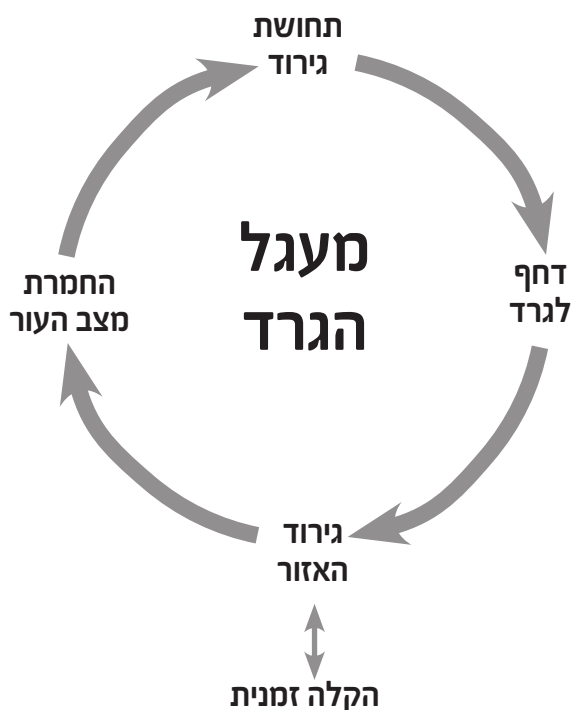 תחושת
גירוד
דחף
לגרד
גירוד
האזור
הקלה זמנית
החמרת
מצב העור
מעגל
הגרד